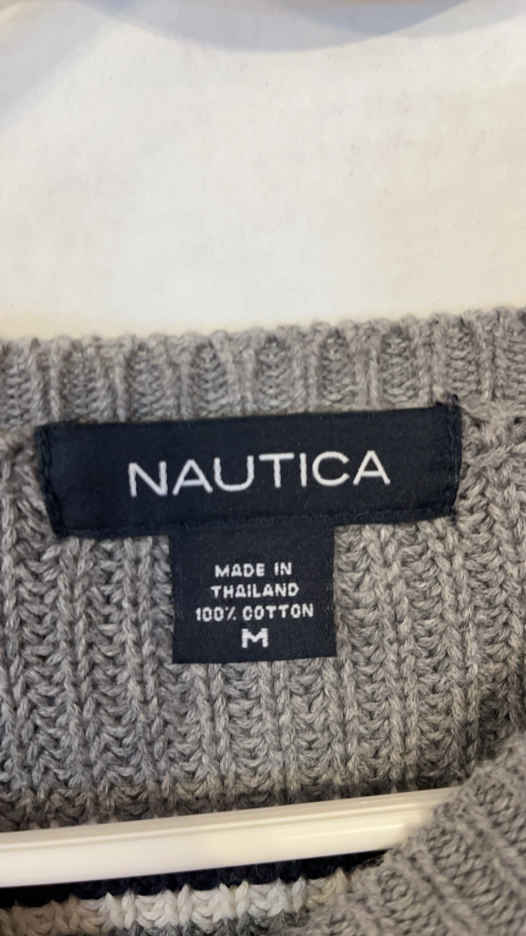 NAUTICA
MADE IN
THAILAND
100% COTTON
M